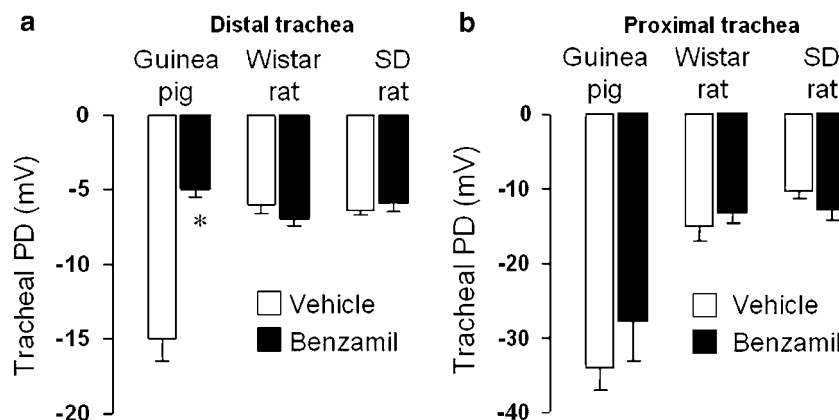 a
Distal trachea
Guinea pig
Wistar rat
SD rat
Tracheal PD (mV)
0
-5
-10
-15
-20
*
Vehicle
Benzamil
b
Proximal trachea
Guinea pig
Wistar rat
SD rat
Tracheal PD (mV)
0
-10
-20
-30
-40
Vehicle
Benzamil